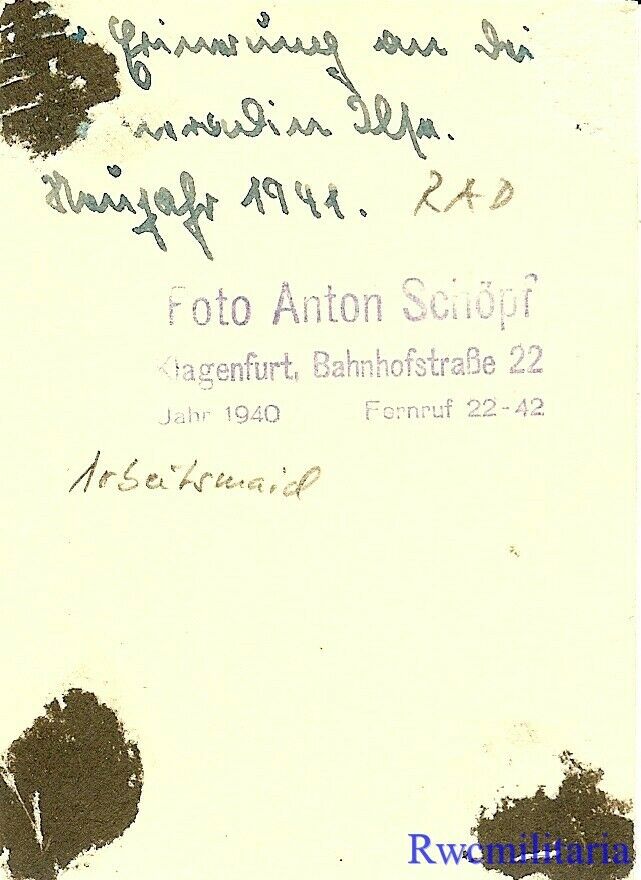 Erinnerung an die
Ilse.
Neujahr 1941. RAD
Foto Anton Schöpf
Klagenfurt, Bahnhofstraße 22
Jahr 1940 Fernruf 22-42
Arbeitsmaid
Rwcmilitaria